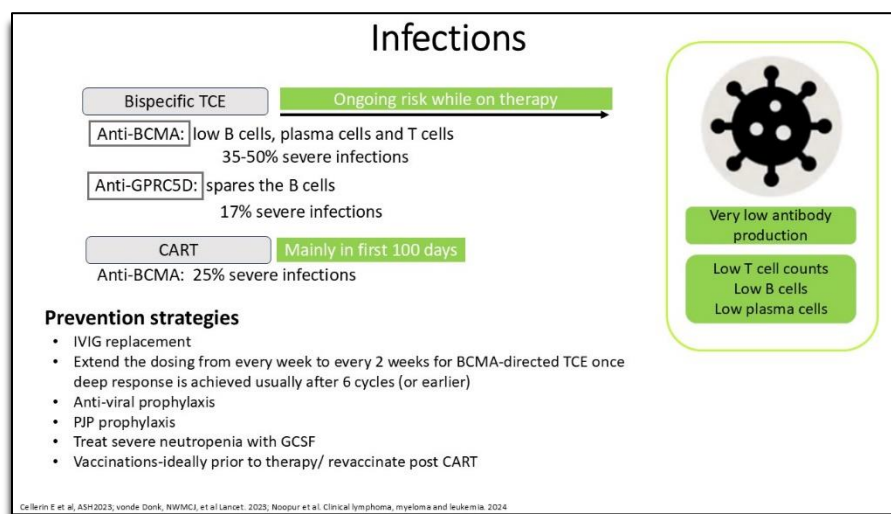 Infections
Bispecific TCE
Ongoing risk while on therapy
Anti-BCMA: low B cells, plasma cells and T cells
35-50% severe infections
Anti-GPRC5D: spares the B cells
17% severe infections
CART
Mainly in first 100 days
Anti-BCMA: 25% severe infections
Very low antibody
production
Low T cell counts
Low B cells
Low plasma cells
Prevention strategies
• IVIG replacement
• Extend the dosing from every week to every 2 weeks for BCMA-directed TCE once
deep response is achieved usually after 6 cycles (or earlier)
• Anti-viral prophylaxis
• PJP prophylaxis
• Treat severe neutropenia with GCSF
• Vaccinations-ideally prior to therapy/ revaccinate post CART
Cellerin E et al, ASH2023; vonde Donk, NWMCJ, et al Lancet. 2023; Noopur et al. Clinical lymphoma, myeloma and leukemia. 2024